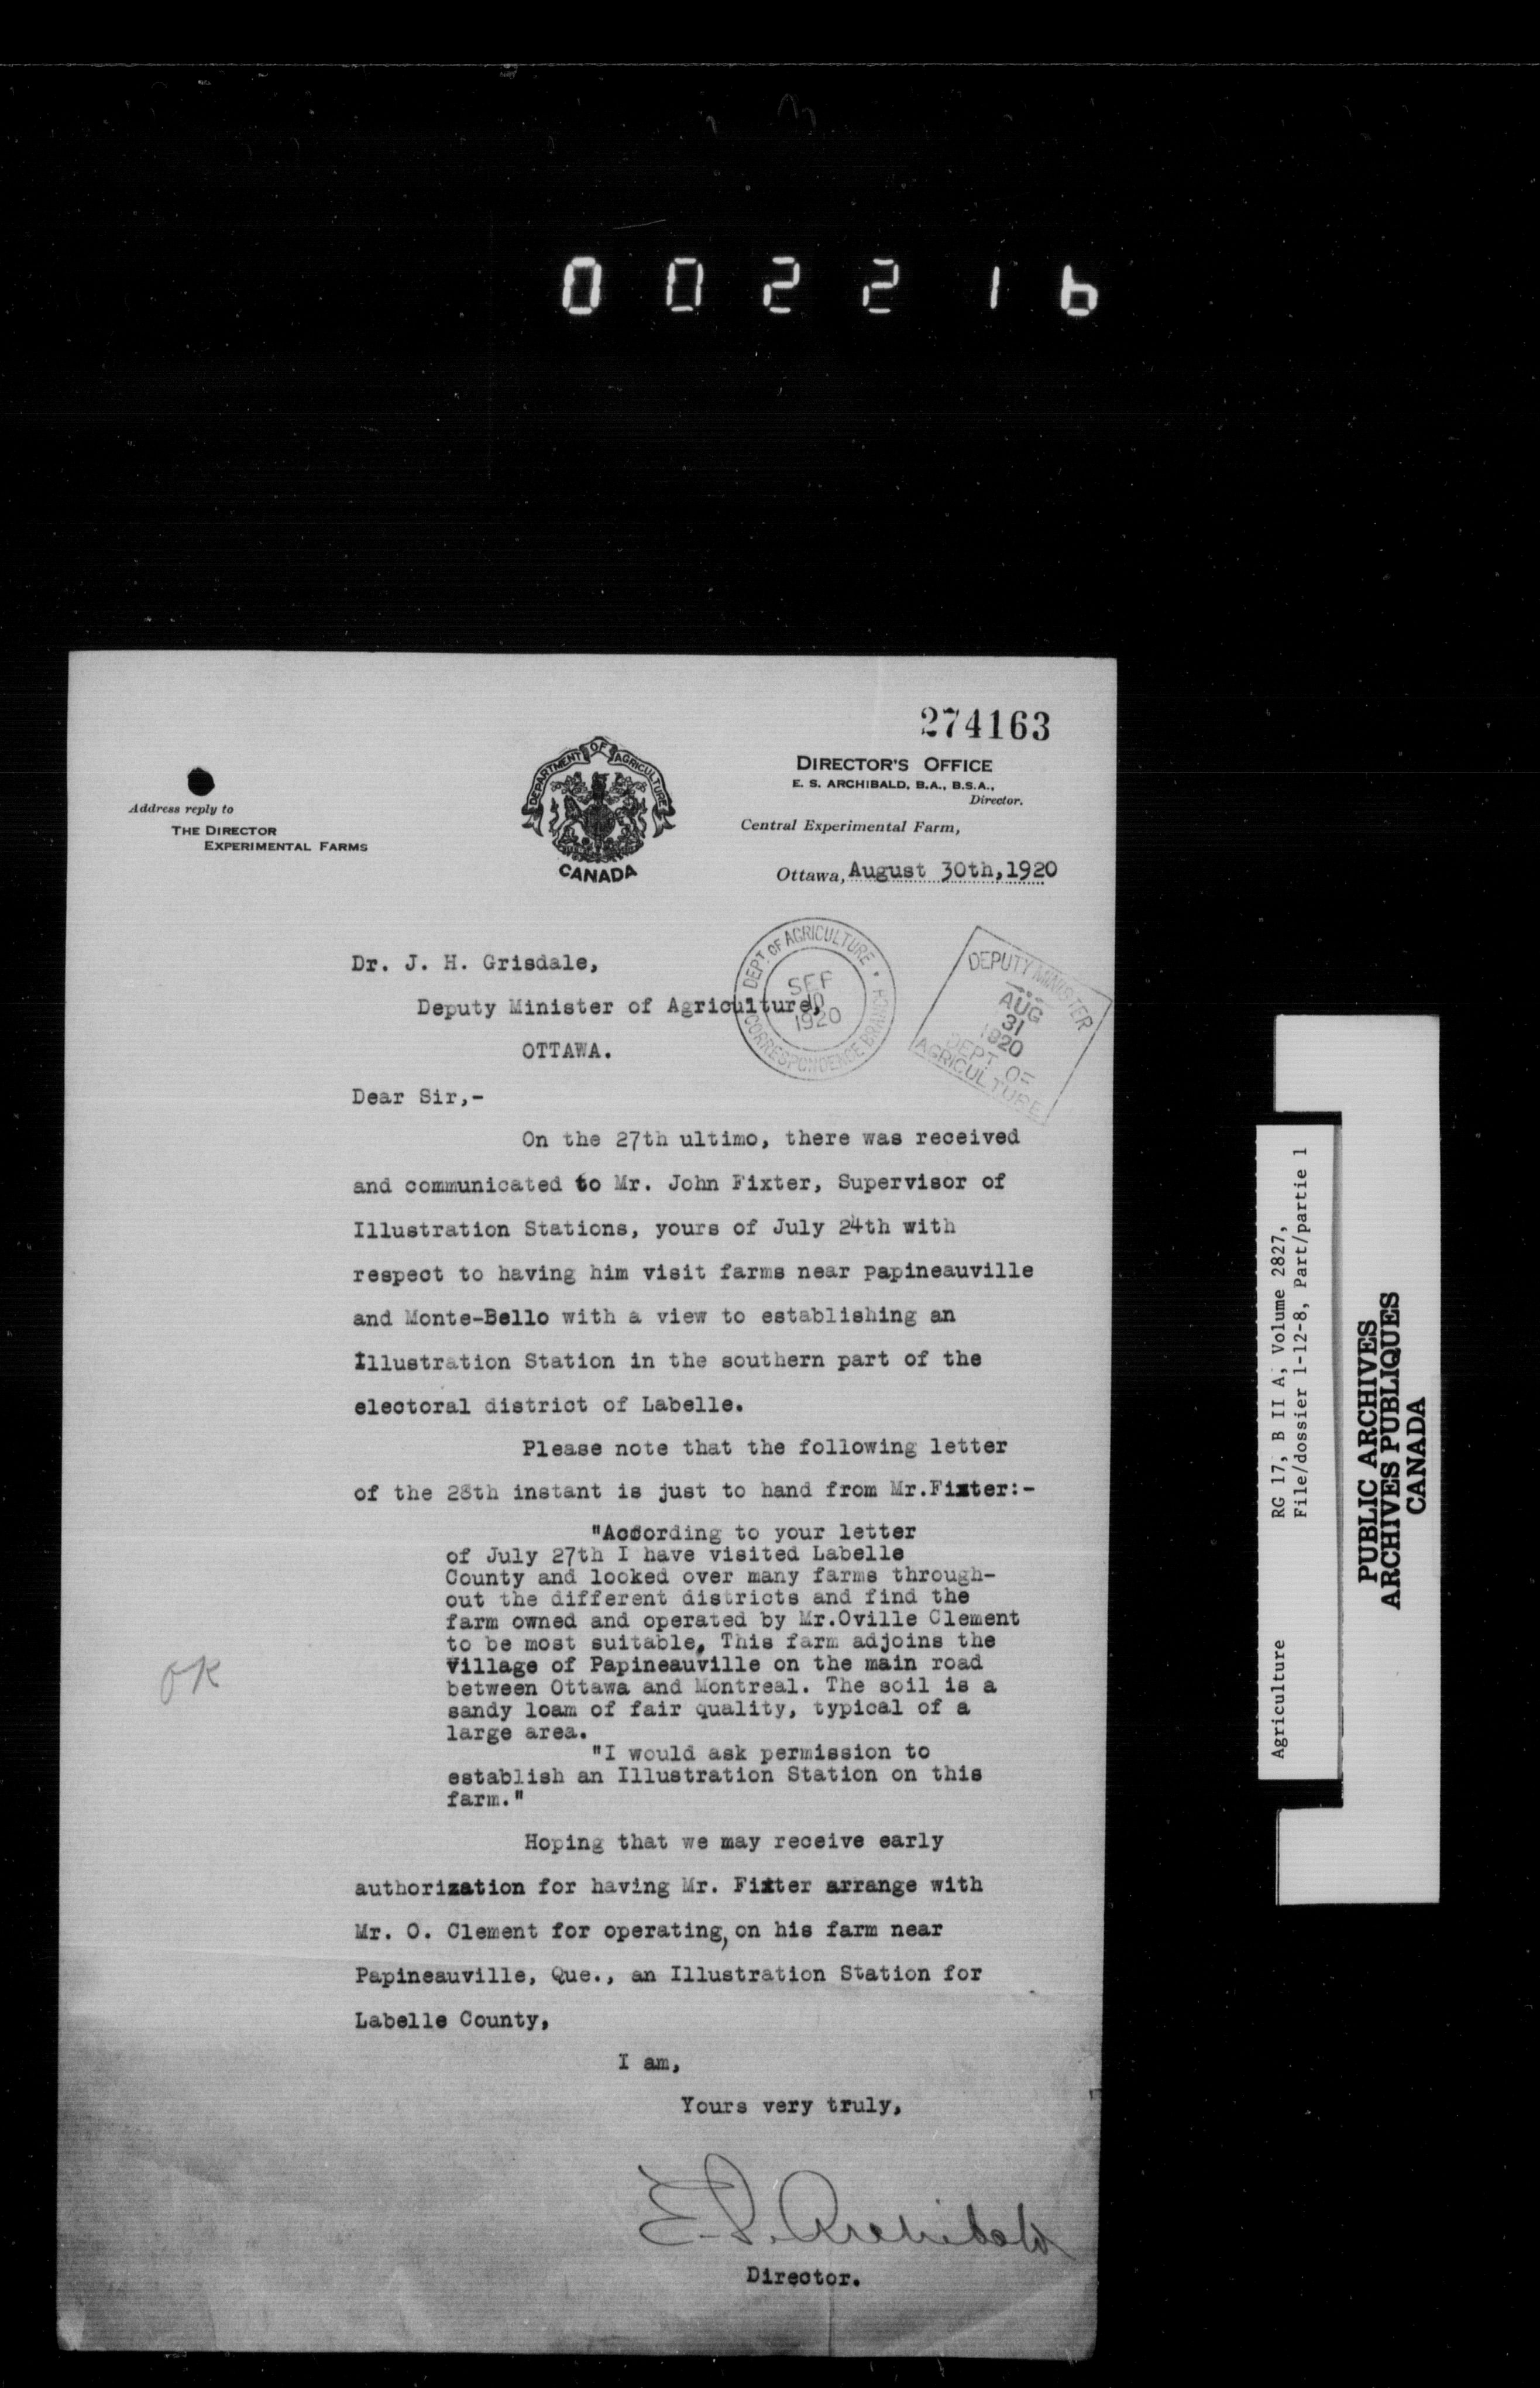 002216
274163
DIRECTOR'S OFFICE
E. S. ARCHIBALD, B.A., B.S.A.,
Director.
Central Experimental Farm,
Ottawa, August 30th, 1920
Address reply to
THE DIRECTOR
EXPERIMENTAL FARMS
DEPARTMENT OF AGRICULTURE
CANADA
DEPT. OF AGRICULTURE
SEP
10
1920
CORRESPONDENCE BRANCH
DEPUTY MINISTER
AUG
31
1920
DEPT OF
AGRICULTURE
Dr. J. H. Grisdale,
Deputy Minister of Agriculture,
OTTAWA.
Dear Sir,-
On the 27th ultimo, there was received
and communicated to Mr. John Fixter, Supervisor of
Illustration Stations, yours of July 24th with
respect to having him visit farms near Papineauville
and Monte-Bello with a view to establishing an
Illustration Station in the southern part of the
electoral district of Labelle.
Please note that the following letter
of the 28th instant is just to hand from Mr.Fixter:-
"According to your letter
of July 27th I have visited Labelle
County and looked over many farms through-
out the different districts and find the
farm owned and operated by Mr.Oville Clement
to be most suitable. This farm adjoins the
Village of Papineauville on the main road
between Ottawa and Montreal. The soil is a
sandy loam of fair quality, typical of a
large area.
"I would ask permission to
establish an Illustration Station on this
farm."
OK
Hoping that we may receive early
authorization for having Mr. Fixter arrange with
Mr. O. Clement for operating, on his farm near
Papineauville, Que., an Illustration Station for
Labelle County,
I am,
Yours very truly,
E.S. Archibald
Director.
Agriculture RG 17, B II A, Volume 2827,
File/dossier 1-12-8, Part/partie 1
PUBLIC ARCHIVES
ARCHIVES PUBLIQUES
CANADA